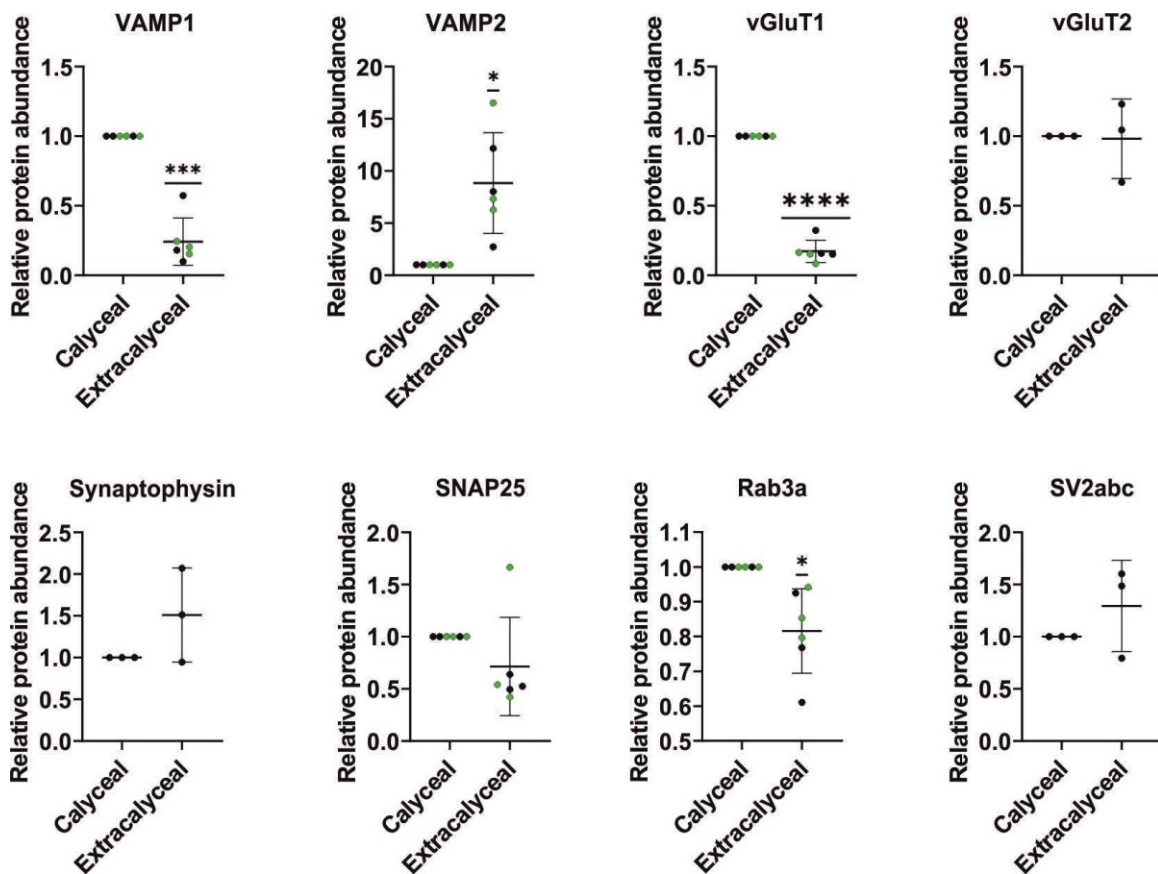 VAMP1
Relative protein abundance
1.5
1.0
0.5
0.0
***
Calyceal
Extracalyceal
VAMP2
Relative protein abundance
20
15
10
5
0
*
Calyceal
Extracalyceal
vGluT1
Relative protein abundance
1.5
1.0
0.5
0.0
****
Calyceal
Extracalyceal
vGluT2
Relative protein abundance
1.5
1.0
0.5
0.0
Calyceal
Extracalyceal
Synaptophysin
Relative protein abundance
2.5
2.0
1.5
1.0
0.5
0.0
Calyceal
Extracalyceal
SNAP25
Relative protein abundance
2.0
1.5
1.0
0.5
0.0
Calyceal
Extracalyceal
Rab3a
Relative protein abundance
1.1
1.0
0.9
0.8
0.7
0.6
0.5
*
Calyceal
Extracalyceal
SV2abc
Relative protein abundance
2.0
1.5
1.0
0.5
0.0
Calyceal
Extracalyceal